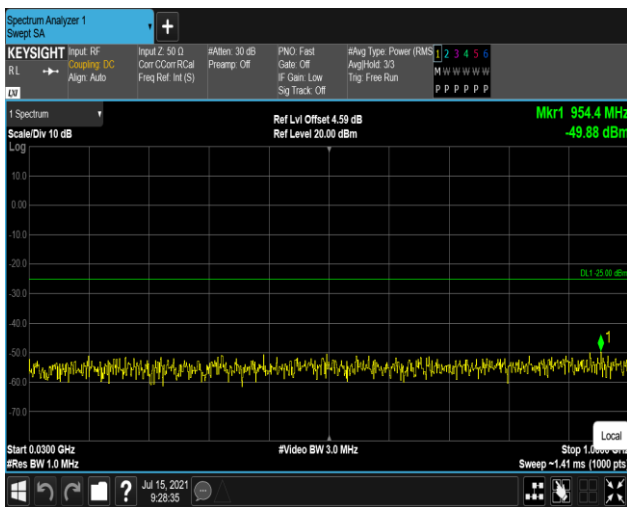 Spectrum Analyzer 1
Swept SA
+
KEYSIGHT
RL
LXI
Input: RF
Coupling: DC
Align: Auto
Input Z: 50 Ω
Corr CCorr RCal
Freq Ref: Int (S)
#Atten: 30 dB
Preamp: Off
PNO: Fast
Gate: Off
IF Gain: Low
Sig Track: Off
#Avg Type: Power (RMS
Avg|Hold: 3/3
Trig: Free Run
1 2 3 4 5 6
M W W W W W
P P P P P P
1 Spectrum
Scale/Div 10 dB
Log
Ref Lvl Offset 4.59 dB
Ref Level 20.00 dBm
Mkr1 954.4 MHz
-49.88 dBm
10.0
0.00
-10.0
-20.0
-30.0
-40.0
-50.0
-60.0
-70.0
DL1 -25.00 dBm
1
Local
Start 0.0300 GHz
#Res BW 1.0 MHz
#Video BW 3.0 MHz
Stop 1.0000 GHz
Sweep ~1.41 ms (1000 pts
?
Jul 15, 2021
9:28:35